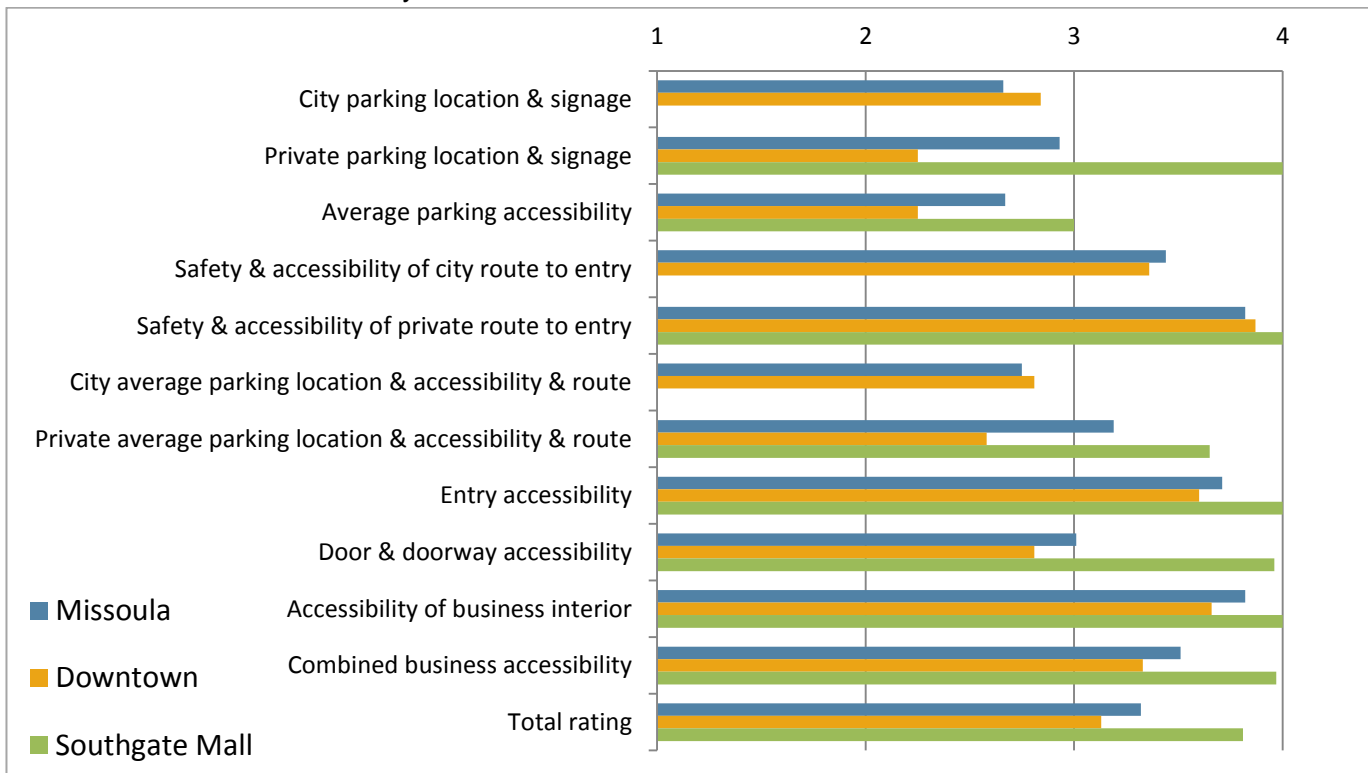 1 2 3 4
City parking location & signage
Private parking location & signage
Average parking accessibility
Safety & accessibility of city route to entry
Safety & accessibility of private route to entry
City average parking location & accessibility & route
Private average parking location & accessibility & route
Entry accessibility
Door & doorway accessibility
Accessibility of business interior
Combined business accessibility
Total rating
Missoula
Downtown
Southgate Mall